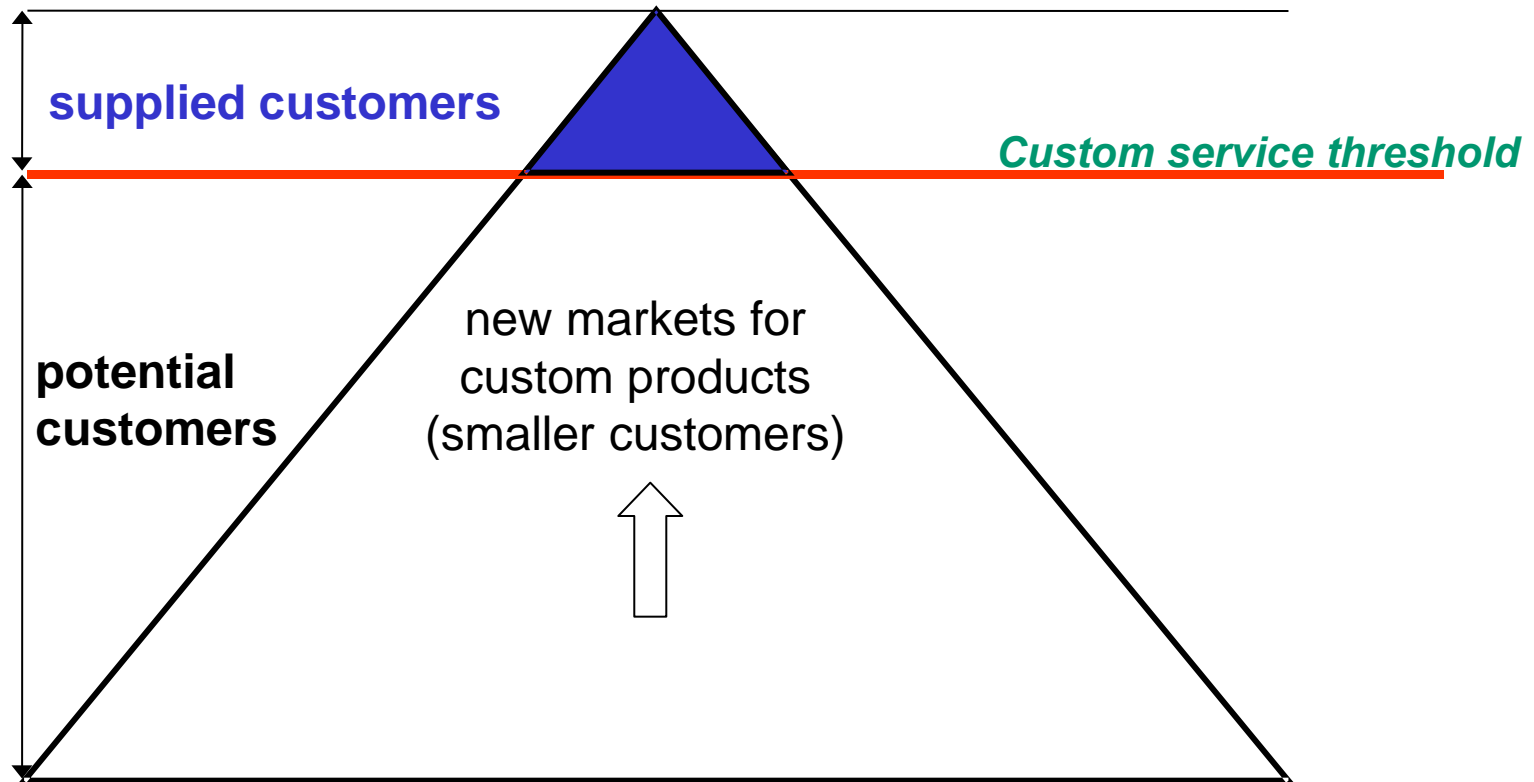 supplied customers
Custom service threshold
new markets for
custom products
(smaller customers)
potential
customers